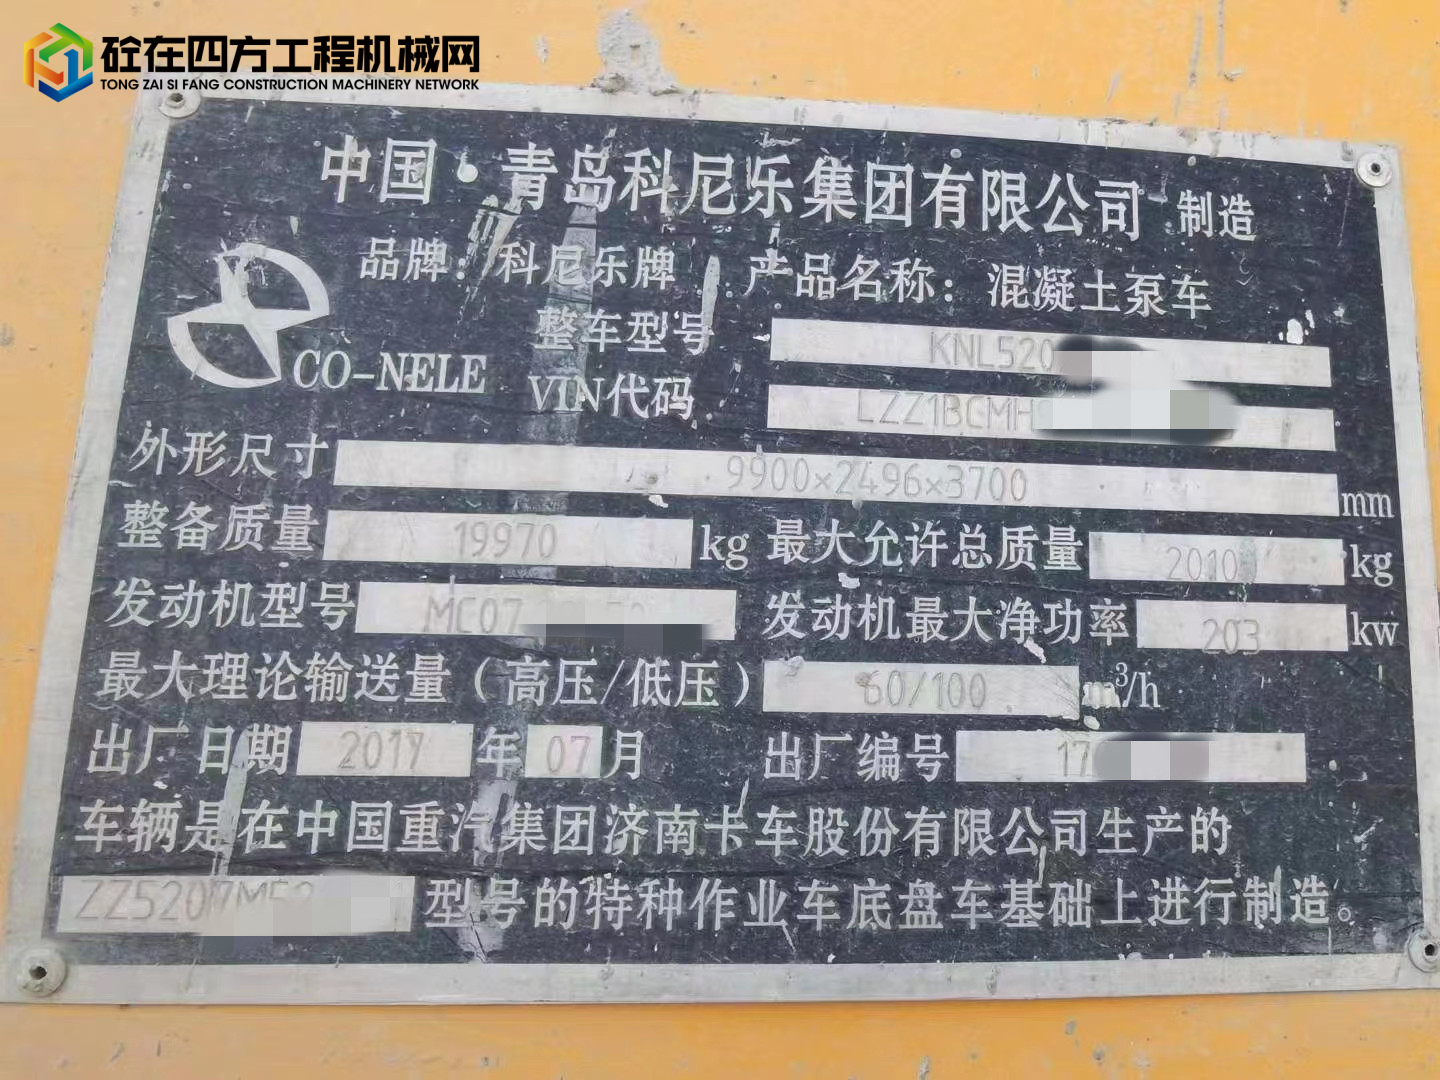 砼在四方工程机械网
TONG ZAI SI FANG CONSTRUCTION MACHINERY NETWORK
中国·青岛科尼乐集团有限公司 制造
品牌：科尼乐牌 产品名称：混凝土泵车
整车型号 KNL520
CO-NELE VIN代码 LZZ1BCMH
外形尺寸 9900×2496×3700 mm
整备质量 19970 kg 最大允许总质量 2010 kg
发动机型号 MC07 发动机最大净功率 203 kw
最大理论输送量（高压/低压） 60/100 m³/h
出厂日期 2017 年 07 月 出厂编号 17
车辆是在中国重汽集团济南卡车股份有限公司生产的
ZZ5207M52 型号的特种作业车底盘车基础上进行制造。